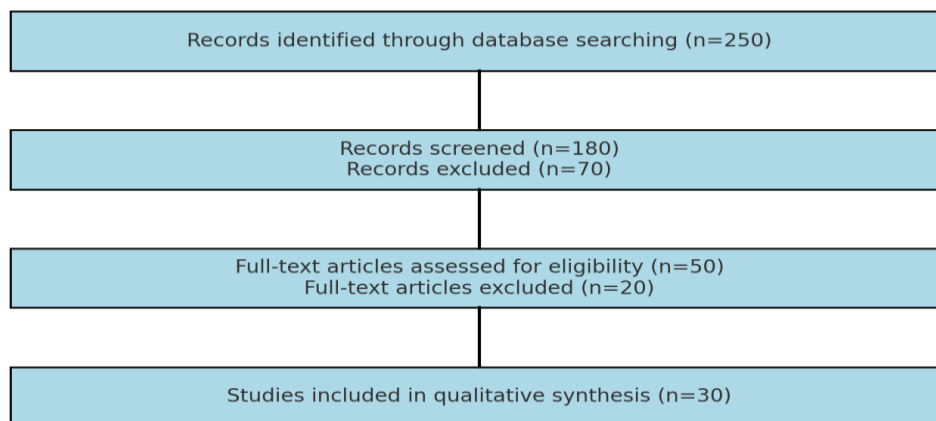 Records identified through database searching (n=250)
Records screened (n=180)
Records excluded (n=70)
Full-text articles assessed for eligibility (n=50)
Full-text articles excluded (n=20)
Studies included in qualitative synthesis (n=30)